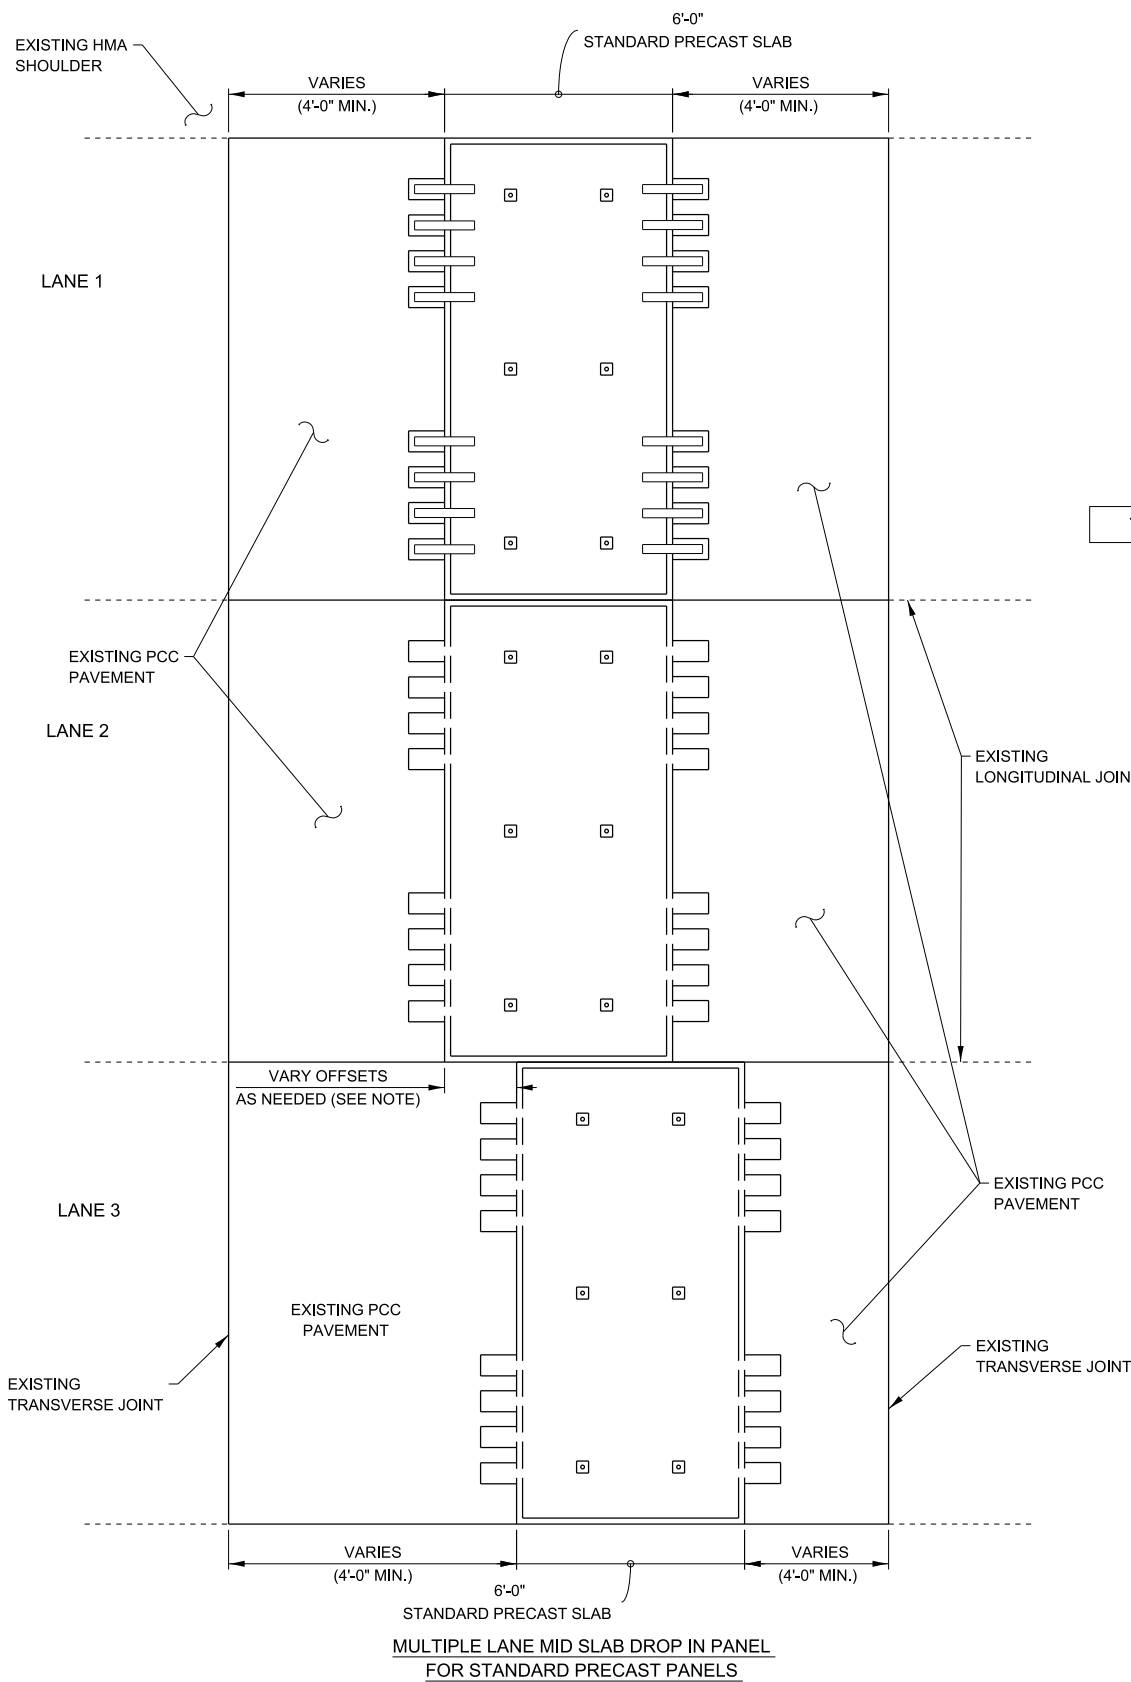 6'-0"
STANDARD PRECAST SLAB
EXISTING HMA
SHOULDER
VARIES
(4'-0" MIN.)
VARIES
(4'-0" MIN.)
LANE 1
EXISTING PCC
PAVEMENT
LANE 2
EXISTING
LONGITUDINAL JOIN
VARY OFFSETS
AS NEEDED (SEE NOTE)
LANE 3
EXISTING PCC
PAVEMENT
EXISTING PCC
PAVEMENT
EXISTING
TRANSVERSE JOINT
EXISTING
TRANSVERSE JOINT
VARIES
(4'-0" MIN.)
VARIES
(4'-0" MIN.)
6'-0"
STANDARD PRECAST SLAB
MULTIPLE LANE MID SLAB DROP IN PANEL
FOR STANDARD PRECAST PANELS